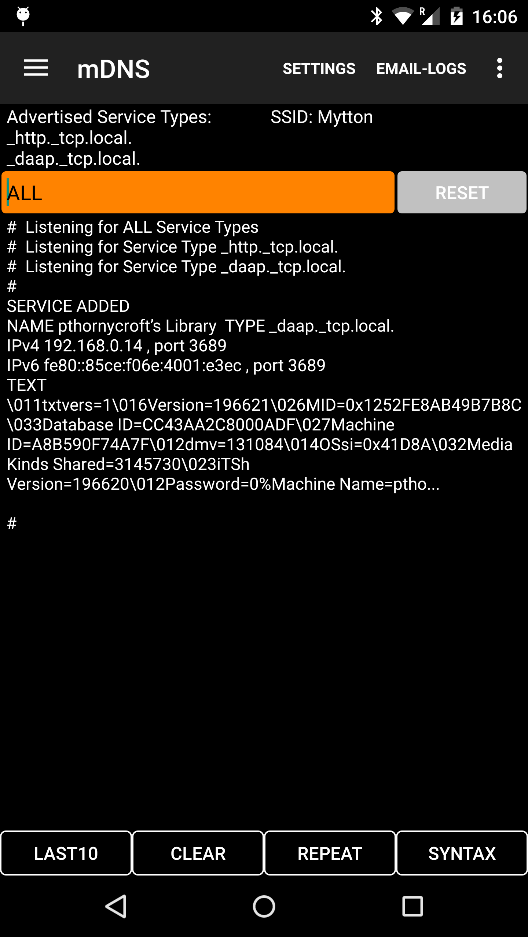 R
16:06
mDNS
SETTINGS
EMAIL-LOGS
Advertised Service Types: SSID: Mytton
_http._tcp.local.
_daap._tcp.local.
ALL
RESET
# Listening for ALL Service Types
# Listening for Service Type _http._tcp.local.
# Listening for Service Type _daap._tcp.local.
#
SERVICE ADDED
NAME pthornycroft’s Library TYPE _daap._tcp.local.
IPv4 192.168.0.14 , port 3689
IPv6 fe80::85ce:f06e:4001:e3ec , port 3689
TEXT
\011txtvers=1\016Version=196621\026MID=0x1252FE8AB49B7B8C
\033Database ID=CC43AA2C8000ADF\027Machine
ID=A8B590F74A7F\012dmv=131084\014OSsi=0x41D8A\032Media
Kinds Shared=3145730\023iTSh
Version=196620\012Password=0%Machine Name=ptho...
#
LAST10
CLEAR
REPEAT
SYNTAX